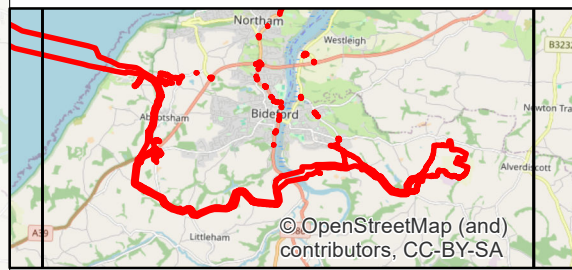 Northam
Westleigh
B3232
Bideford
Newton Tra
Abbotsham
Alverdiscott
A39
Littleham
© OpenStreetMap (and)
contributors, CC-BY-SA